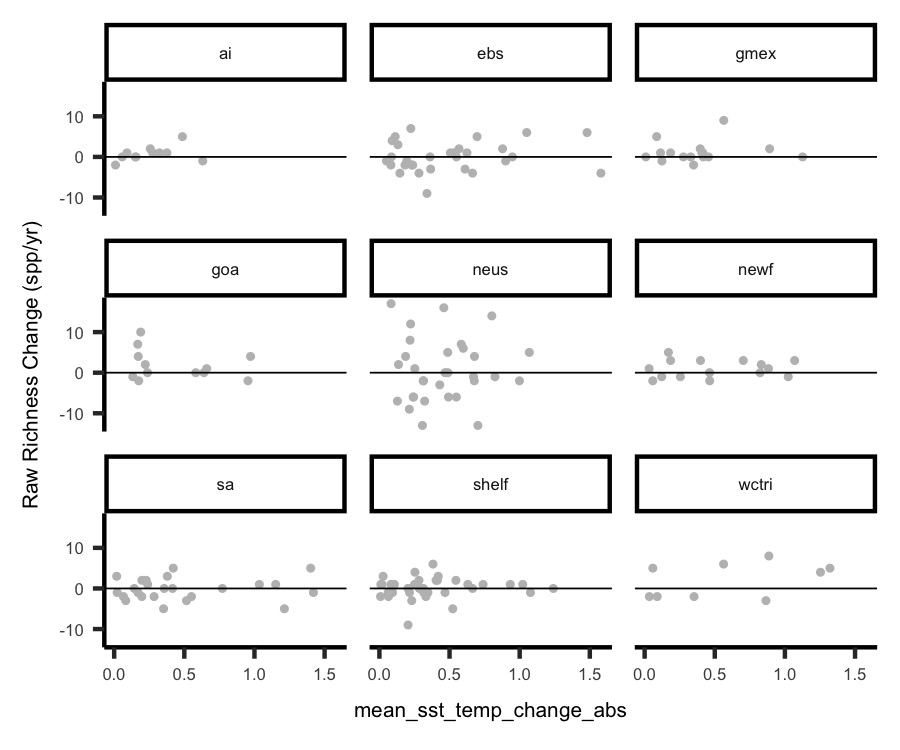 ai ebs gmex
10
0
-10
goa neus newf
10
0
-10
Raw Richness Change (spp/yr)
sa shelf wctri
10
0
-10
0.0 0.5 1.0 1.5 0.0 0.5 1.0 1.5 0.0 0.5 1.0 1.5
mean_sst_temp_change_abs